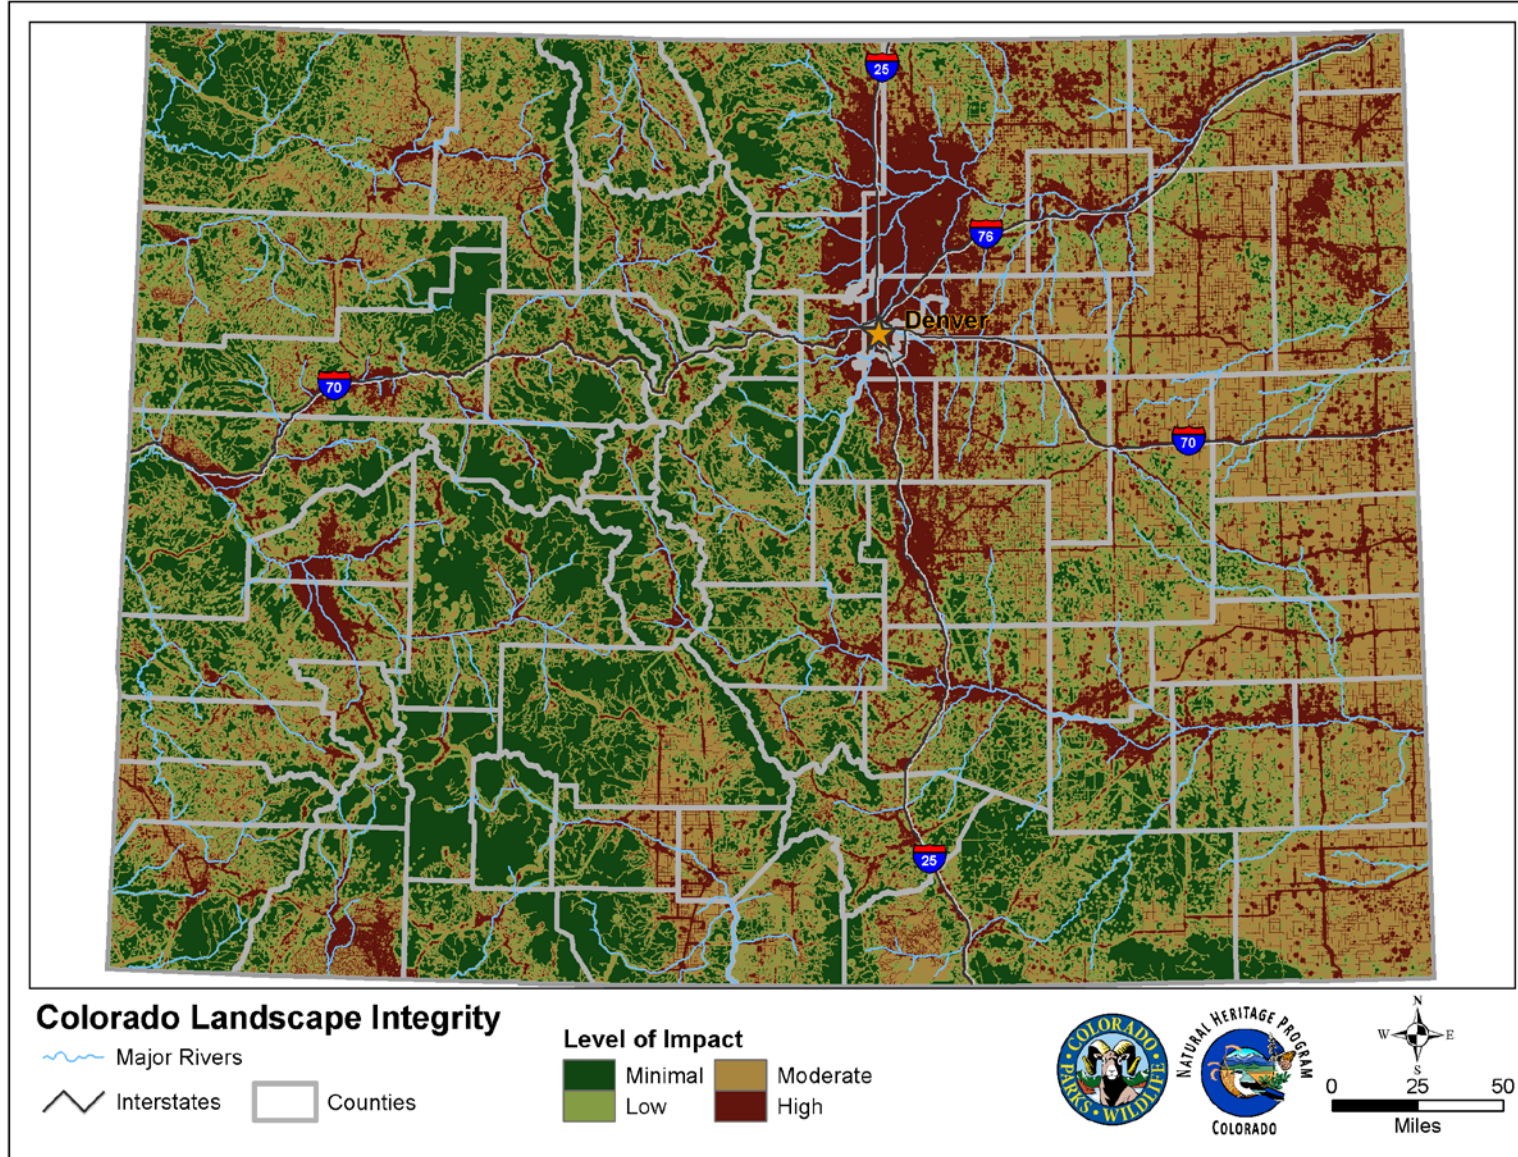 25
76
Denver
70
70
25
Colorado Landscape Integrity
Major Rivers
Interstates
Counties
Level of Impact
Minimal
Low
Moderate
High
COLORADO
PARKS • WILDLIFE
NATURAL HERITAGE PROGRAM
COLORADO
N
W E
S
0 25 50
Miles